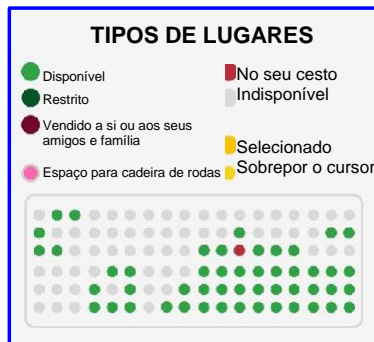 TIPOS DE LUGARES
Disponível
Restrito
Vendido a si ou aos seus
amigos e família
Espaço para cadeira de rodas
No seu cesto
Indisponível
Selecionado
Sobrepor o cursor